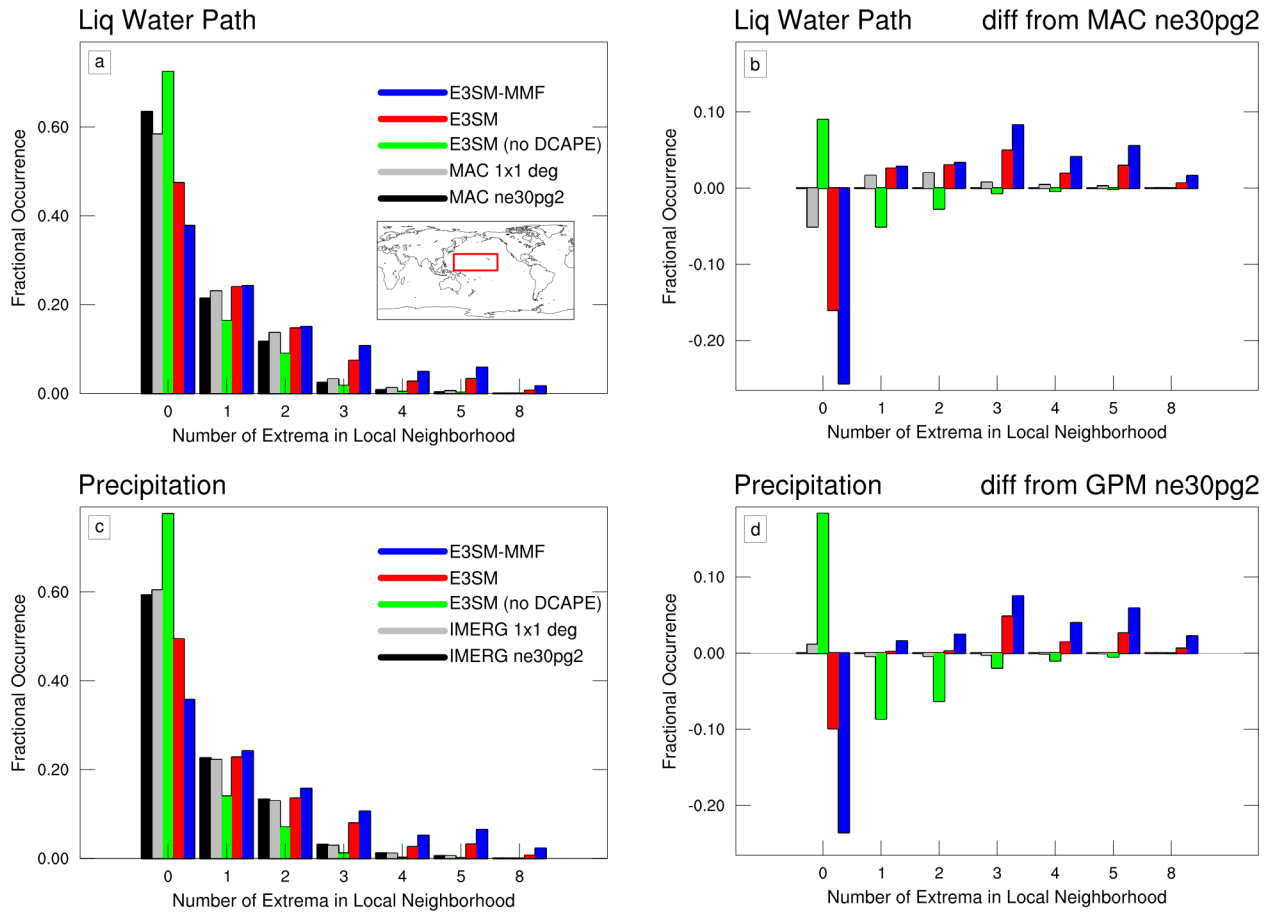 Liq Water Path
a
0.60
0.40
0.20
0.00
Fractional Occurrence
E3SM-MMF
E3SM
E3SM (no DCAPE)
MAC 1x1 deg
MAC ne30pg2
0 1 2 3 4 5 8
Number of Extrema in Local Neighborhood
Liq Water Path diff from MAC ne30pg2
b
0.10
0.00
-0.10
-0.20
Fractional Occurrence
0 1 2 3 4 5 8
Number of Extrema in Local Neighborhood
Precipitation
c
0.60
0.40
0.20
0.00
Fractional Occurrence
E3SM-MMF
E3SM
E3SM (no DCAPE)
IMERG 1x1 deg
IMERG ne30pg2
0 1 2 3 4 5 8
Number of Extrema in Local Neighborhood
Precipitation diff from GPM ne30pg2
d
0.10
0.00
-0.10
-0.20
Fractional Occurrence
0 1 2 3 4 5 8
Number of Extrema in Local Neighborhood